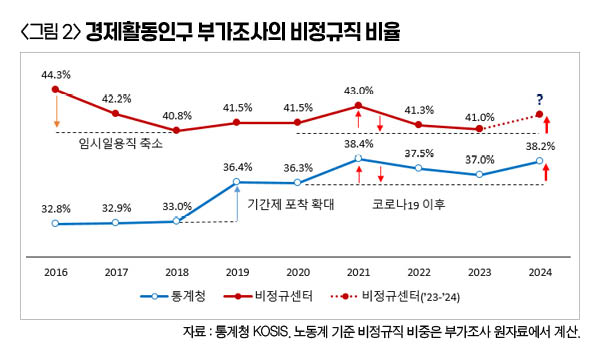 <그림 2> 경제활동인구 부가조사의 비정규직 비율
44.3%
42.2%
40.8%
41.5%
41.5%
43.0%
41.3%
41.0%
?
임시일용직 축소
32.8%
32.9%
33.0%
36.4%
36.3%
38.4%
37.5%
37.0%
38.2%
기간제 포착 확대
코로나19 이후
2016 2017 2018 2019 2020 2021 2022 2023 2024
통계청 비정규센터 비정규센터('23-'24)
자료 : 통계청 KOSIS. 노동계 기준 비정규직 비중은 부가조사 원자료에서 계산.